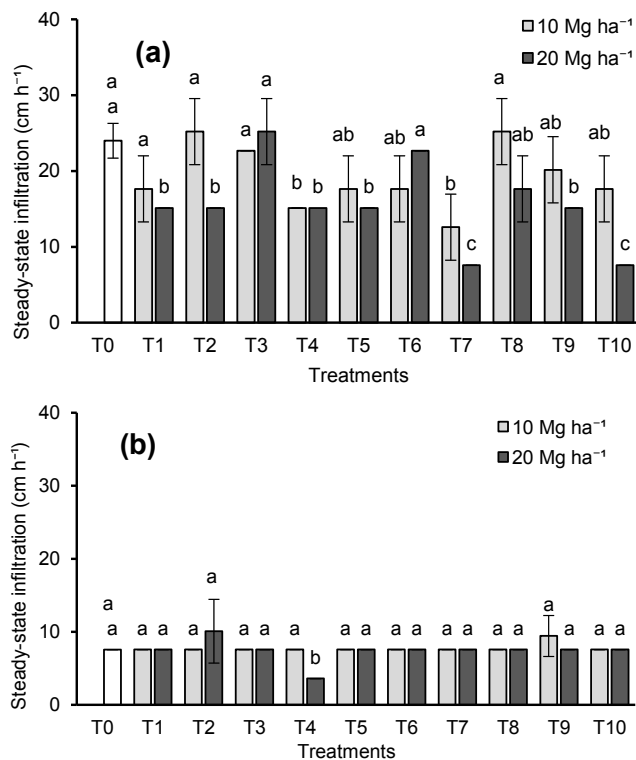 40
(a)
10 Mg ha⁻¹
20 Mg ha⁻¹
Steady-state infiltration (cm h⁻¹)
30
20
10
0
a
a a b a b a a b b ab b ab a b c a ab ab b ab c
T0 T1 T2 T3 T4 T5 T6 T7 T8 T9 T10
Treatments
40
(b)
10 Mg ha⁻¹
20 Mg ha⁻¹
Steady-state infiltration (cm h⁻¹)
30
20
10
0
a
a a a a a a a a b a a a a a a a a a a a a
T0 T1 T2 T3 T4 T5 T6 T7 T8 T9 T10
Treatments